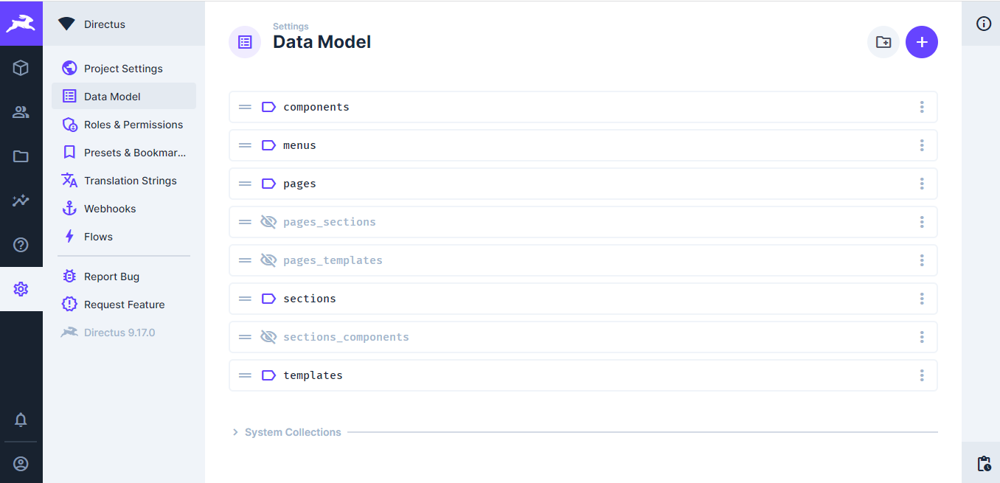 Directus
Project Settings
Data Model
Roles & Permissions
Presets & Bookmar...
Translation Strings
Webhooks
Flows
Report Bug
Request Feature
Directus 9.17.0
Settings
Data Model
components
menus
pages
pages_sections
pages_templates
sections
sections_components
templates
System Collections